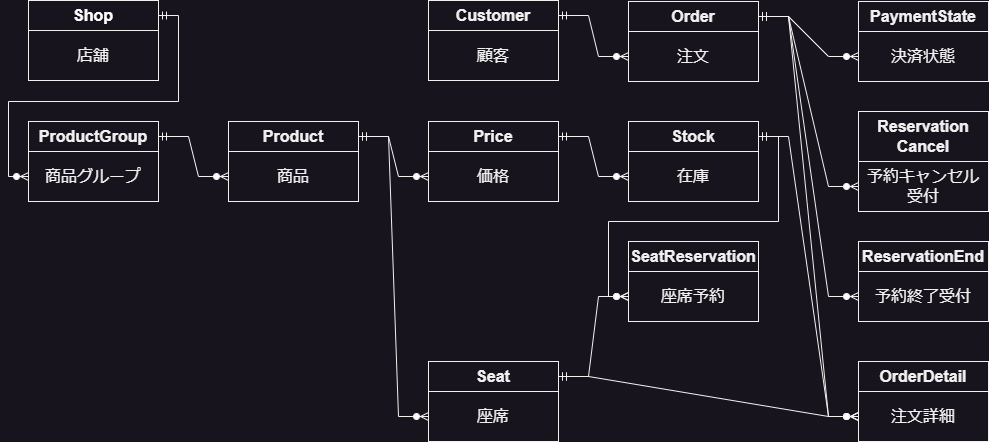 Shop
店舗
Customer
顧客
Order
注文
PaymentState
決済状態
ProductGroup
商品グループ
Product
商品
Price
価格
Stock
在庫
Reservation
Cancel
予約キャンセル
受付
SeatReservation
座席予約
ReservationEnd
予約終了受付
Seat
座席
OrderDetail
注文詳細